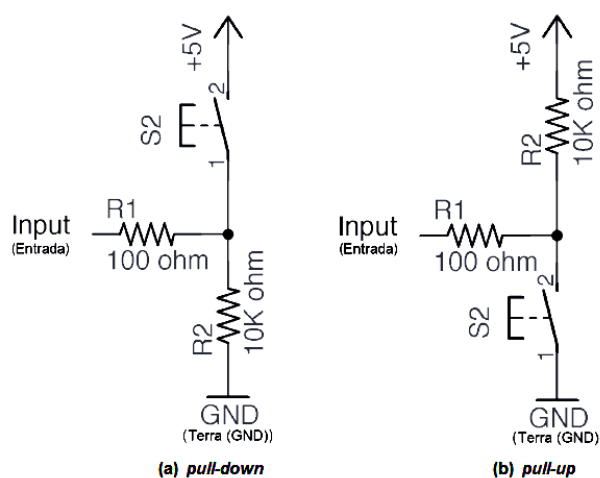 +5V
2
S2
1
R1
Input
(Entrada)
100 ohm
R2
10K ohm
GND
(Terra (GND))
(a) pull-down
+5V
R2
10K ohm
R1
Input
(Entrada)
100 ohm
2
S2
1
GND
(Terra (GND)
(b) pull-up